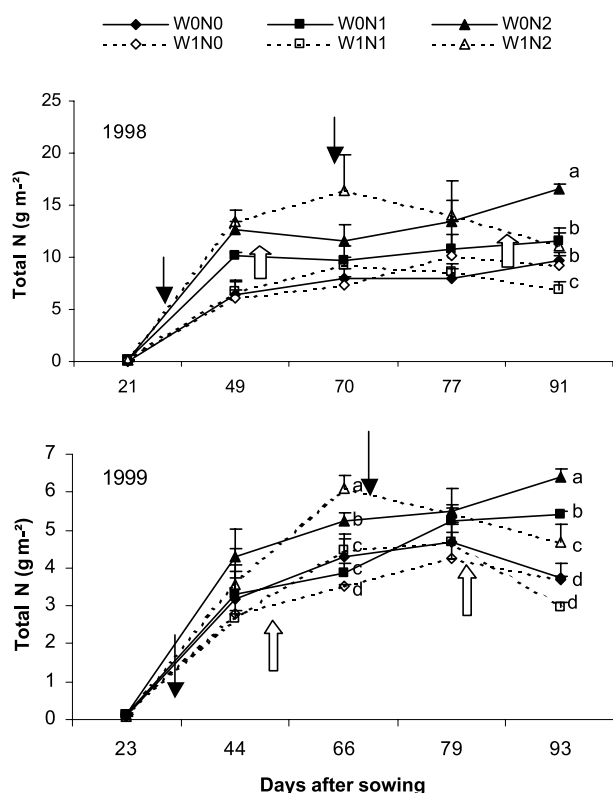 W0N0 W0N1 W0N2
W1N0 W1N1 W1N2
25
1998
20
a
15
b
10
b
5
c
0
Total N (g m-²)
21 49 70 77 91
7
1999
6
a
a
5
b
b
4
c
c
c
3
d
d
d
2
1
0
Total N (g m-²)
23 44 66 79 93
Days after sowing